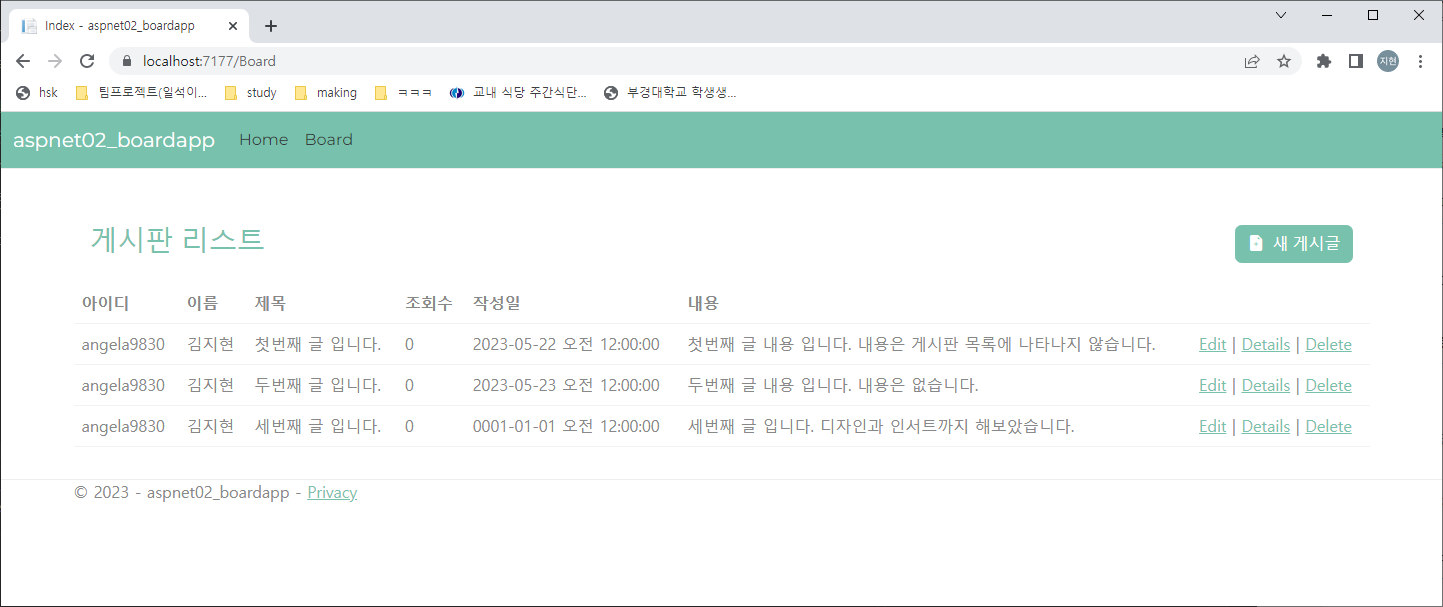 Index - aspnet02_boardapp
localhost:7177/Board
지현
hsk 팀프로젝트(일석이... study making ㅋㅋㅋ 교내 식당 주간식단... 부경대학교 학생생...
aspnet02_boardapp Home Board
게시판 리스트
새 게시글
아이디 이름 제목 조회수 작성일 내용
angela9830 김지현 첫번째 글 입니다. 0 2023-05-22 오전 12:00:00 첫번째 글 내용 입니다. 내용은 게시판 목록에 나타나지 않습니다. Edit | Details | Delete
angela9830 김지현 두번째 글 입니다. 0 2023-05-23 오전 12:00:00 두번째 글 내용 입니다. 내용은 없습니다. Edit | Details | Delete
angela9830 김지현 세번째 글 입니다. 0 0001-01-01 오전 12:00:00 세번째 글 입니다. 디자인과 인서트까지 해보았습니다. Edit | Details | Delete
© 2023 - aspnet02_boardapp - Privacy